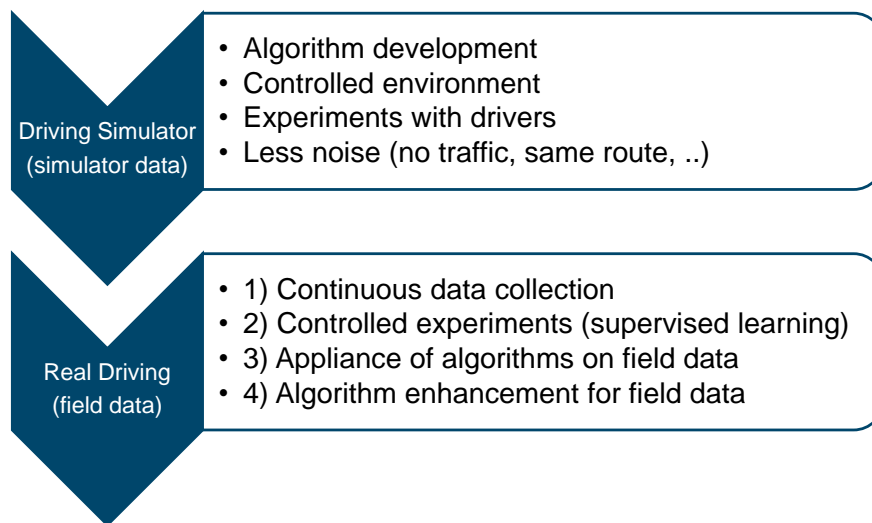 Driving Simulator
(simulator data)
• Algorithm development
• Controlled environment
• Experiments with drivers
• Less noise (no traffic, same route, ..)
Real Driving
(field data)
• 1) Continuous data collection
• 2) Controlled experiments (supervised learning)
• 3) Appliance of algorithms on field data
• 4) Algorithm enhancement for field data